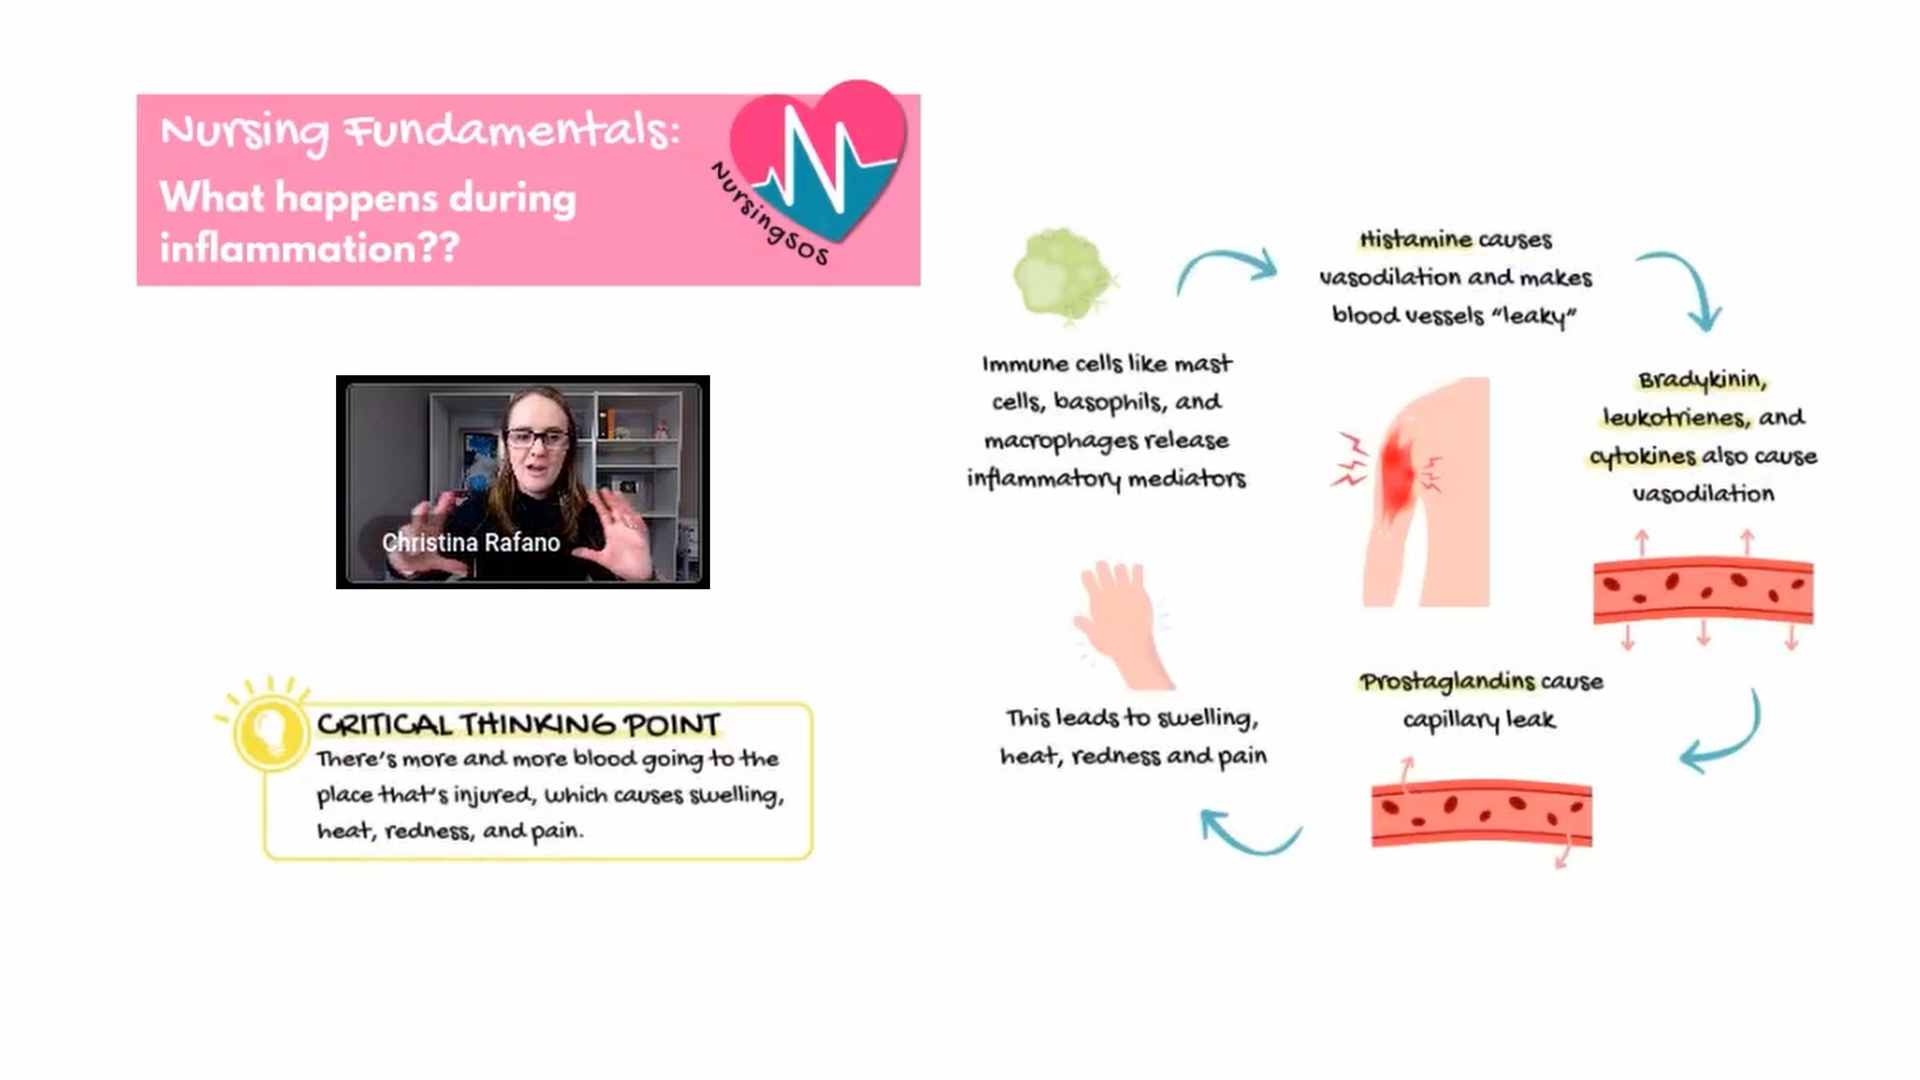 Nursing Fundamentals:
What happens during
inflammation??
NursingSOS
Christina Rafano
CRITICAL THINKING POINT
There's more and more blood going to the
place that's injured, which causes swelling,
heat, redness, and pain.
Immune cells like mast
cells, basophils, and
macrophages release
inflammatory mediators
Histamine causes
vasodilation and makes
blood vessels "leaky"
Bradykinin,
leukotrienes, and
cytokines also cause
vasodilation
Prostaglandins cause
capillary leak
This leads to swelling,
heat, redness and pain